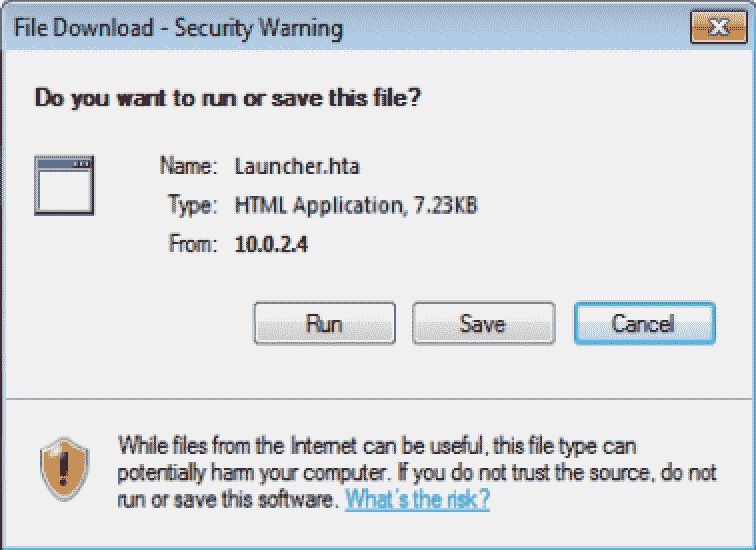 File Download - Security Warning
Do you want to run or save this file?
Name: Launcher.hta
Type: HTML Application, 7.23KB
From: 10.0.2.4
Run Save Cancel
While files from the Internet can be useful, this file type can
potentially harm your computer. If you do not trust the source, do not
run or save this software. What's the risk?